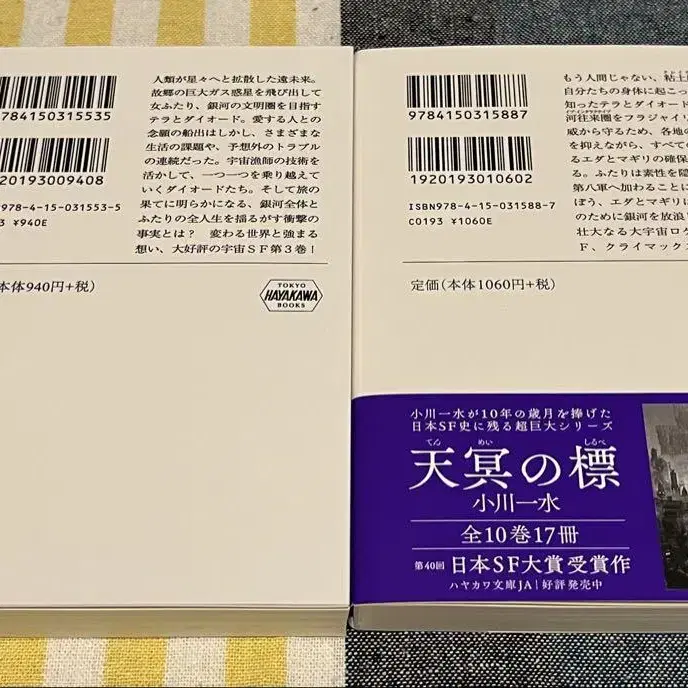 人類が星々へと拡散した遠未来。
故郷の巨大ガス惑星を飛び出して
女ふたり、銀河の文明圏を目指す
テラとダイオード。愛する人との
念願の船出はしかし、さまざまな
生活の課題や、予想外のトラブル
の連続だった。宇宙漁師の技術を
活かして、一つ一つを乗り越えて
いくダイオードたち。そして旅の
果てに明らかになる、銀河全体と
ふたりの全人生を揺るがす衝撃の
事実とは? 変わる世界と強まる
想い、大好評の宇宙SF第3巻!
784150315535
920193009408
978-4-15-031553-5
3 ¥940E
本体940円+税)
TOKYO
HAYAKAWA
BOOKS
もう人間じゃない、粘土
自分たちの身体に起こっ
知ったテラとダイオード
河往来圏をフラジャイル
威から守るため、各地の
を抑えながら、すべての
るエダとマギリの確保
る。ふたりは素性を隠
第八軍へ加わることに
ぼう、エダとマギリに
のために銀河を放浪
壮大なる大宇宙ロケ
ド、クライマックス
9784150315887
1920193010602
ISBN978-4-15-031588-7
C0193 ¥1060E
定価(本体1060円+税)
小川一水が10年の歳月を捧げた
日本SF史に残る超巨大シリーズ
てん めい しるべ
天冥の標
小川一水
全10巻17冊
第40回 日本SF大賞受賞作
ハヤカワ文庫JA|好評発売中